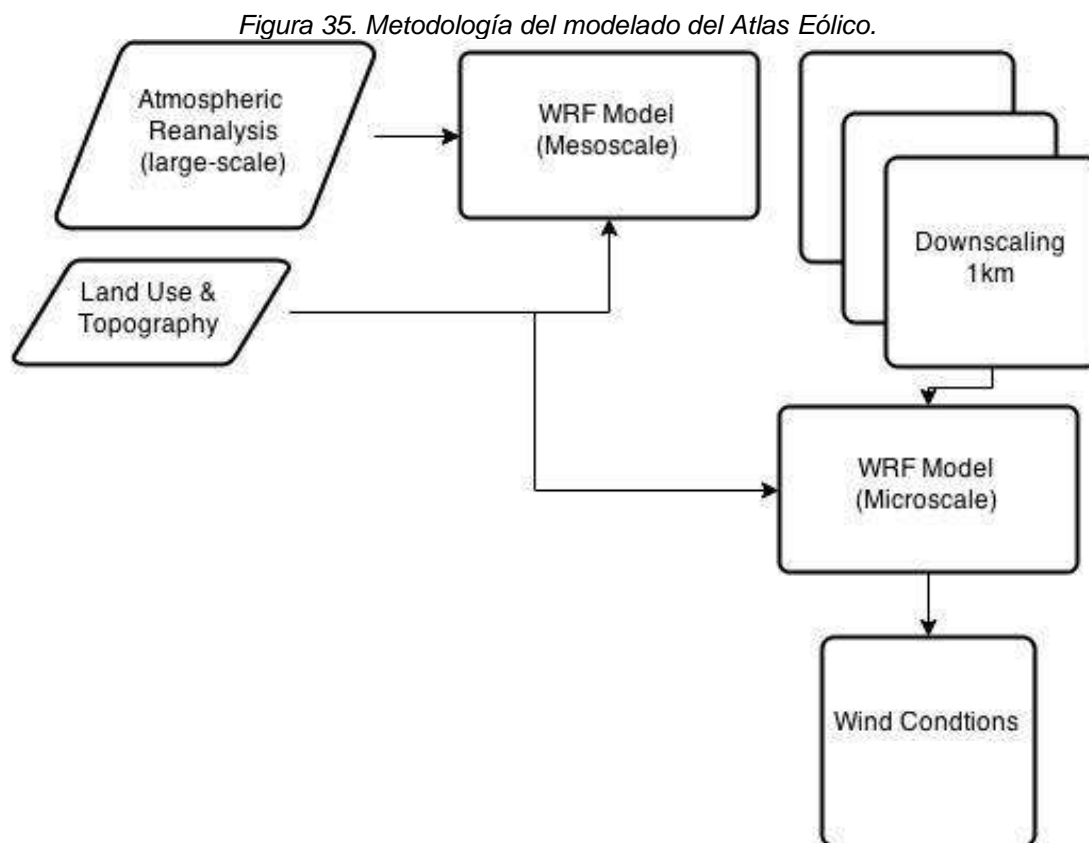 Figura 35. Metodología del modelado del Atlas Eólico.
Atmospheric
Reanalysis
(large-scale)
WRF Model
(Mesoscale)
Land Use &
Topography
Downscaling
1km
WRF Model
(Microscale)
Wind Condtions